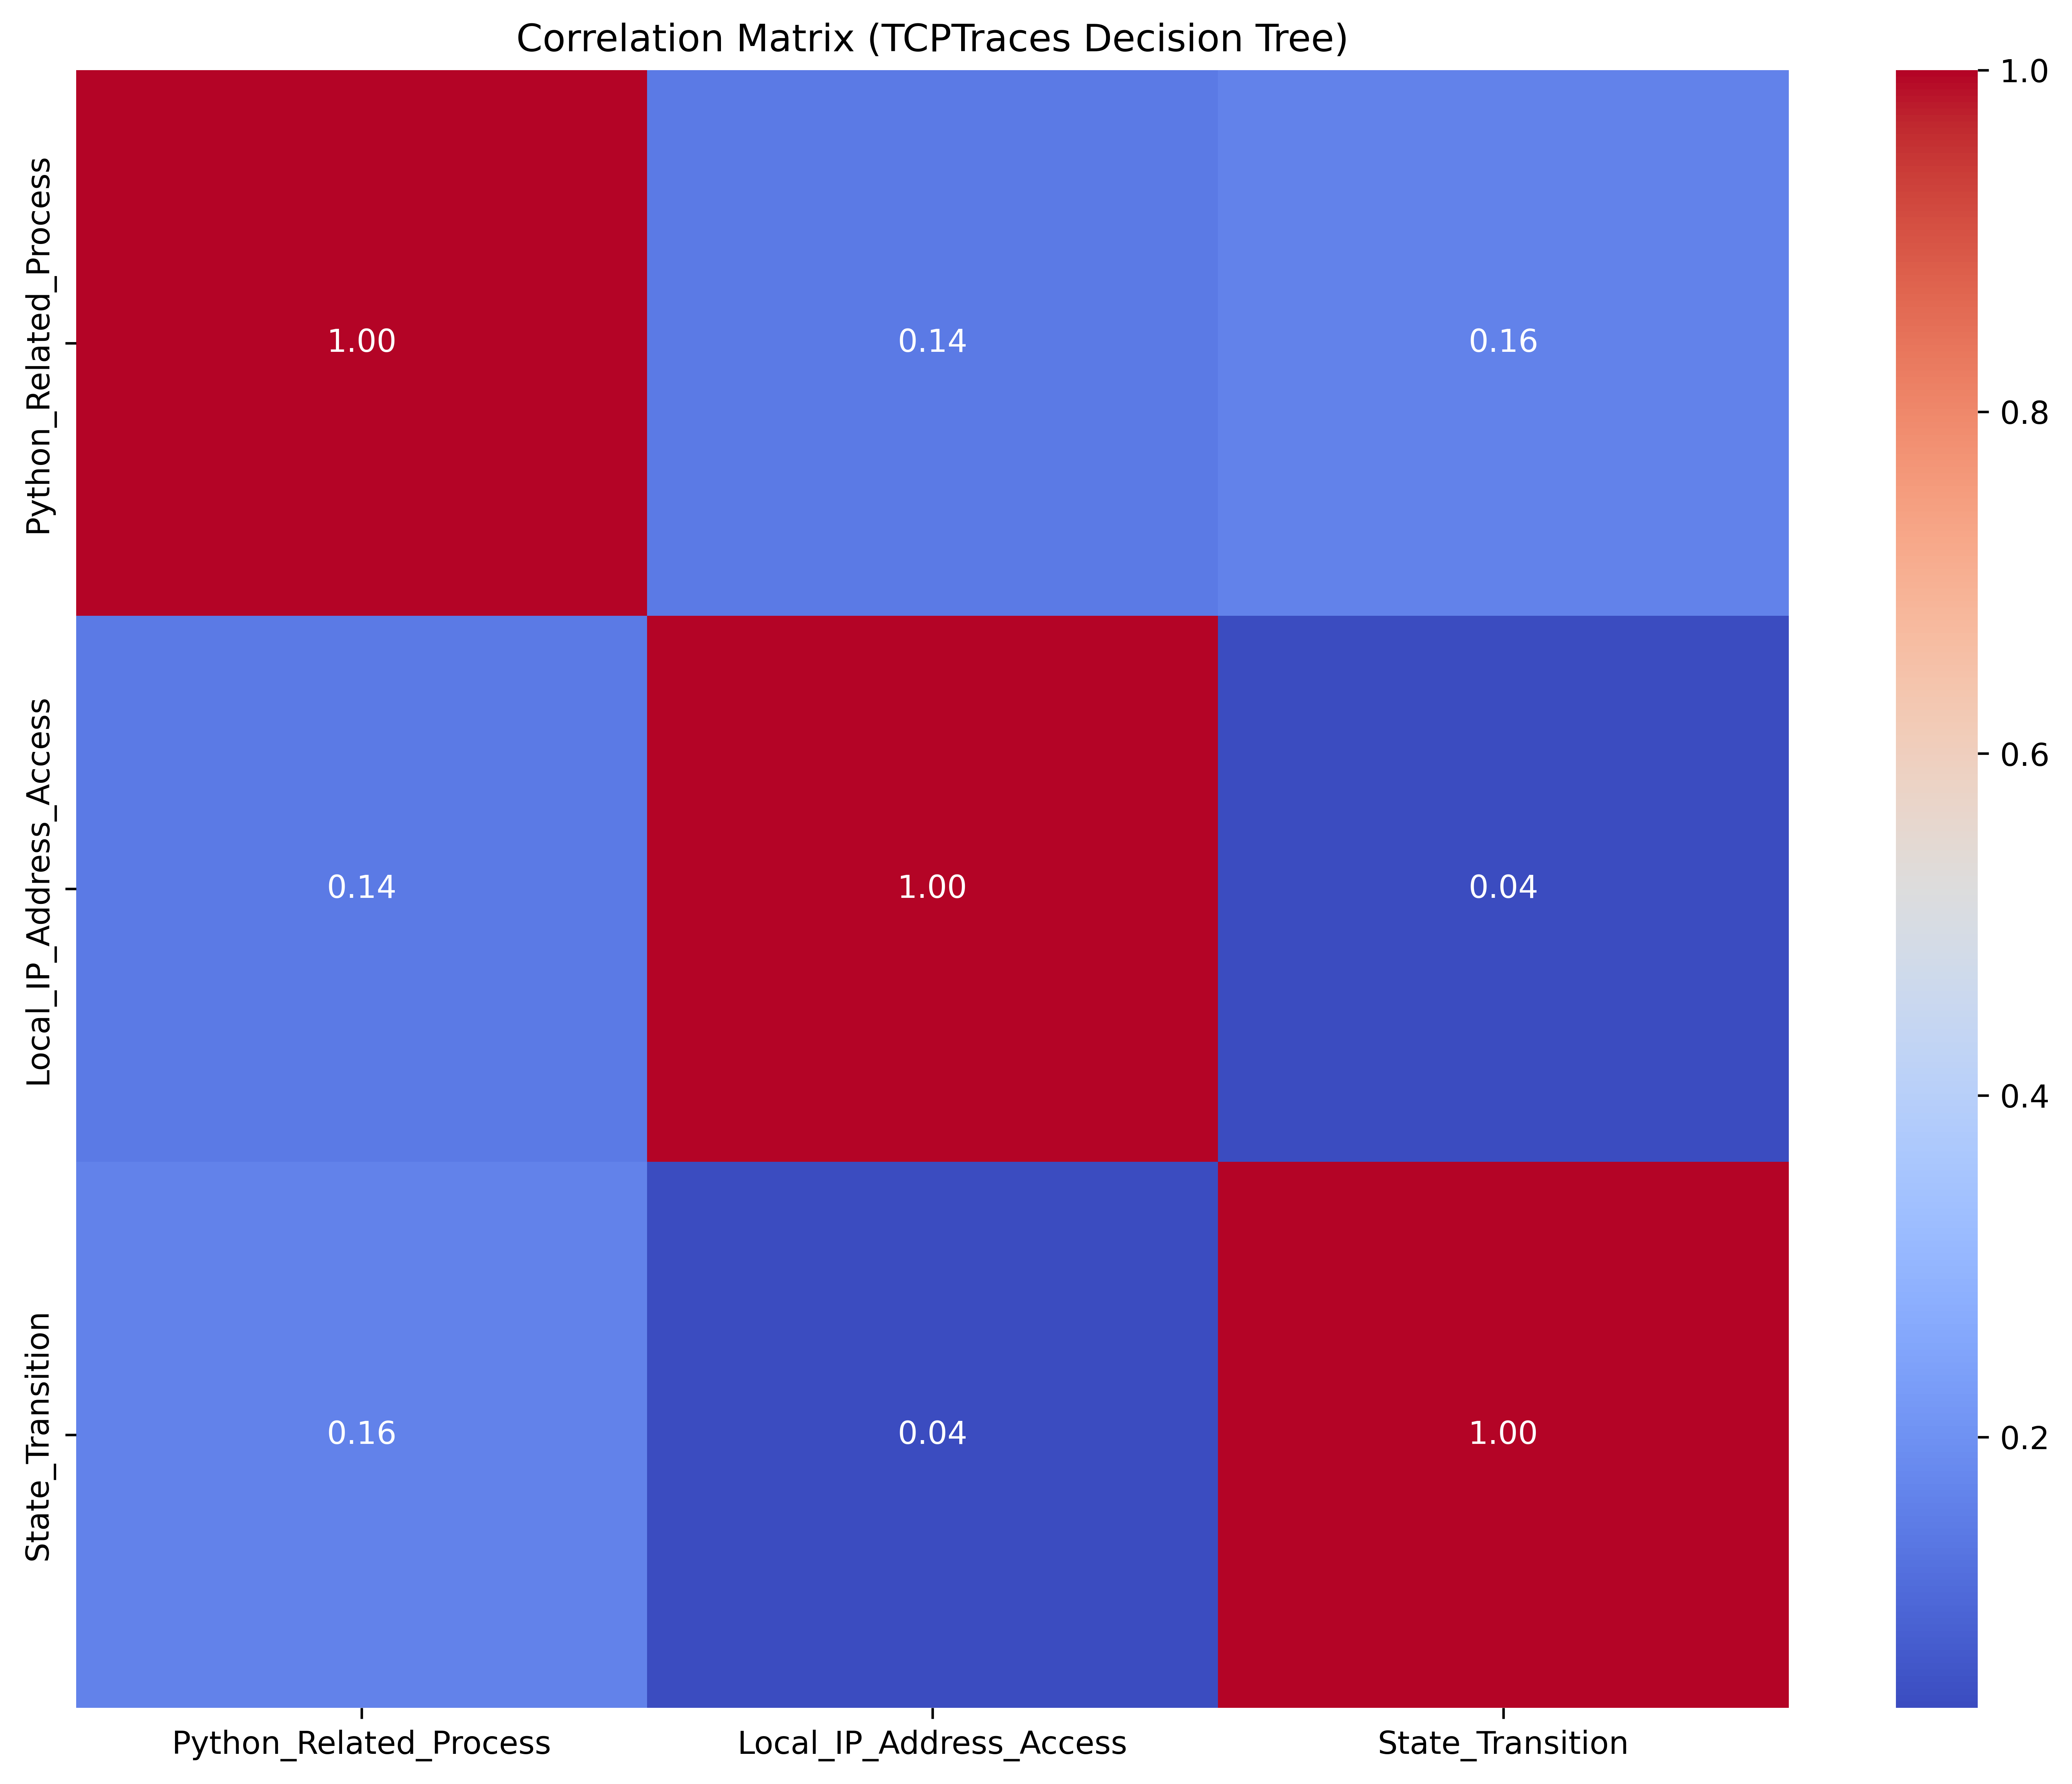 Correlation Matrix (TCPTraces Decision Tree)
Python_Related_Process
1.00
0.14
0.16
Local_IP_Address_Access
0.14
1.00
0.04
State_Transition
0.16
0.04
1.00
Python_Related_Process
Local_IP_Address_Access
State_Transition
1.0
0.8
0.6
0.4
0.2